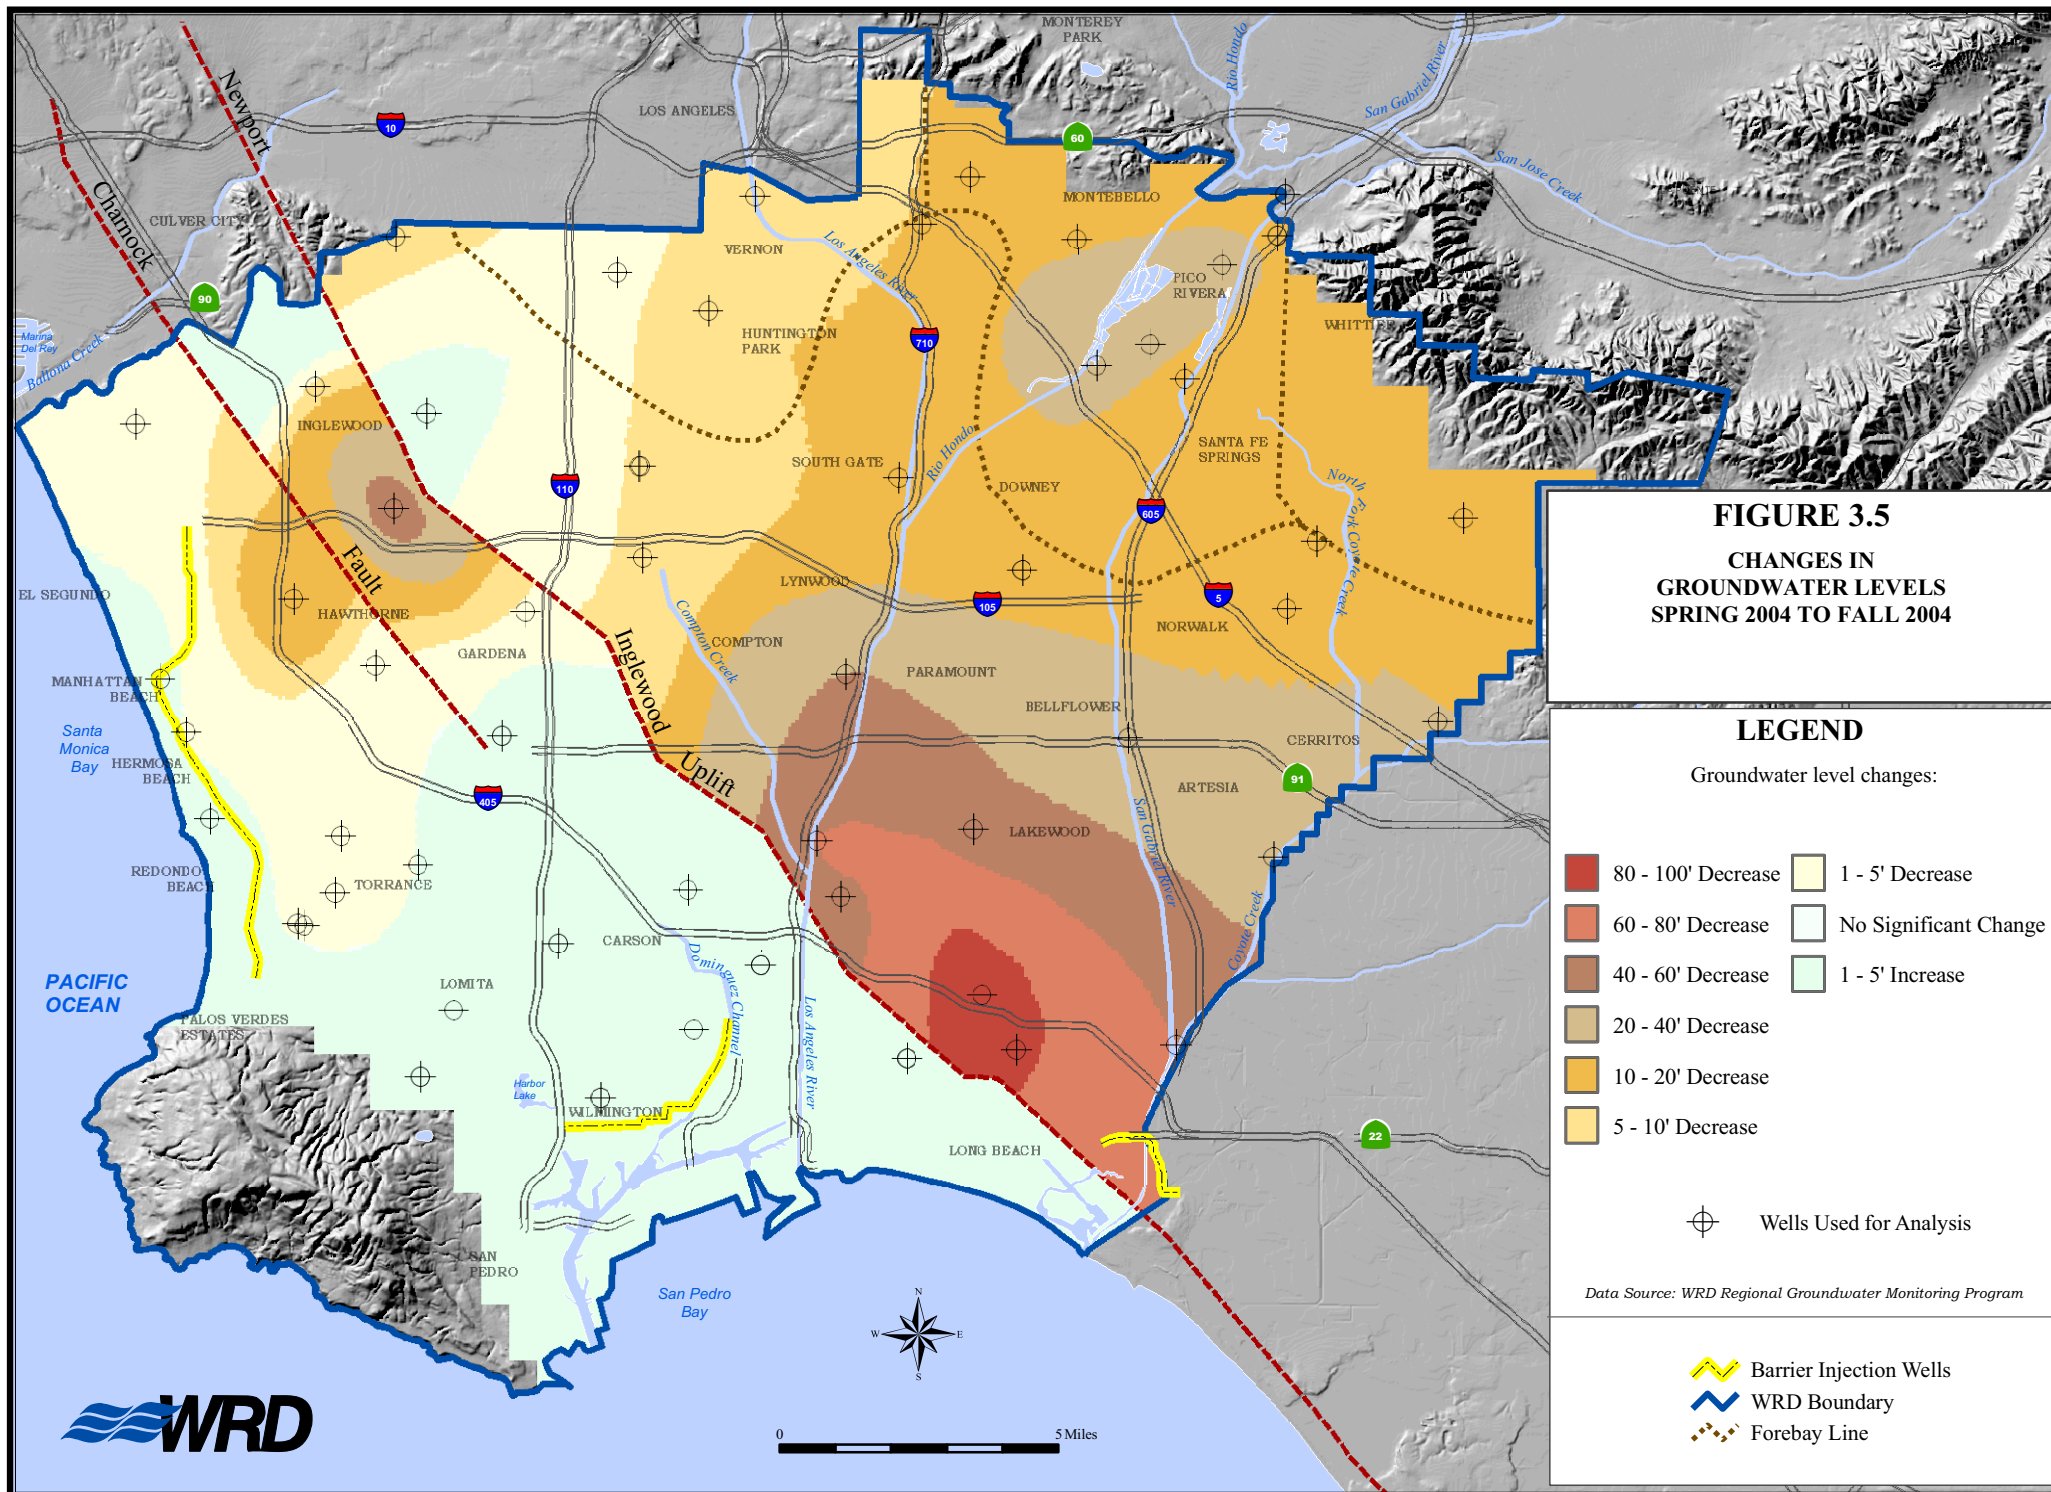 MONTEREY
PARK
Rio Hondo
San Gabriel River
Newport
LOS ANGELES
10
60
San Jose Creek
Charnock
CULVER CITY
MONTEBELLO
VERNON
Los Angeles River
PICO
RIVERA
90
Marina
Del Rey
Ballona Creek
HUNTINGTON
PARK
710
WHITTIER
INGLEWOOD
SOUTH GATE
Rio Hondo
SANTA FE
SPRINGS
North
Fork Coyote Creek
DOWNEY
110
605
Fault
EL SEGUNDO
HAWTHORNE
LYNWOOD
105
5
Compton Creek
COMPTON
NORWALK
GARDENA
Inglewood
PARAMOUNT
MANHATTAN
BEACH
BELLFLOWER
Santa
Monica
Bay
HERMOSA
BEACH
CERRITOS
Uplift
91
ARTESIA
405
San Gabriel River
LAKEWOOD
REDONDO
BEACH
TORRANCE
CARSON
Coyote Creek
Dominguez Channel
PACIFIC
OCEAN
LOMITA
Los Angeles River
PALOS VERDES
ESTATES
Harbor
Lake
WILMINGTON
LONG BEACH
22
SAN
PEDRO
San Pedro
Bay
N
W
E
S
WRD
0
5 Miles
FIGURE 3.5
CHANGES IN
GROUNDWATER LEVELS
SPRING 2004 TO FALL 2004
LEGEND
Groundwater level changes:
80 - 100' Decrease
1 - 5' Decrease
60 - 80' Decrease
No Significant Change
40 - 60' Decrease
1 - 5' Increase
20 - 40' Decrease
10 - 20' Decrease
5 - 10' Decrease
Wells Used for Analysis
Data Source: WRD Regional Groundwater Monitoring Program
Barrier Injection Wells
WRD Boundary
Forebay Line